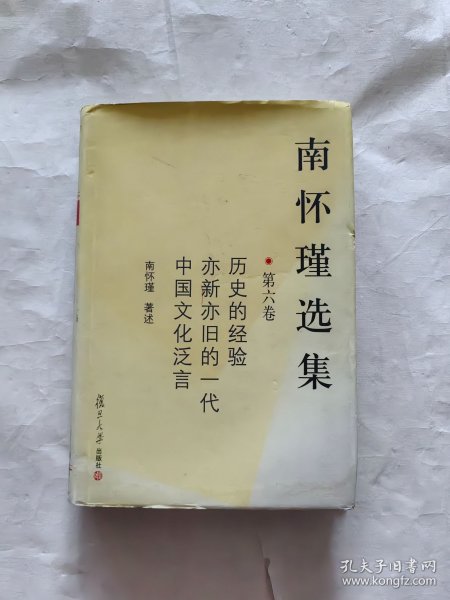 南怀瑾选集
第六卷
历史的经验
亦新亦旧的一代
中国文化泛言
南怀瑾 著述
復旦大學出版社
孔夫子旧书网
www.kongfz.com